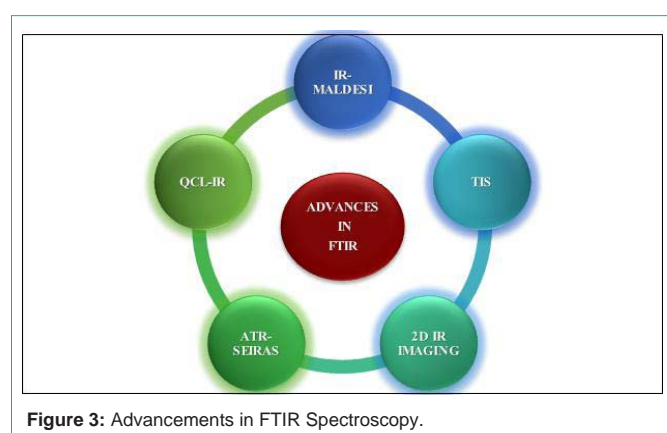 IR-
MALDESI
TIS
2D IR
IMAGING
ATR-
SEIRAS
QCL-IR
ADVANCES
IN
FTIR
Figure 3: Advancements in FTIR Spectroscopy.